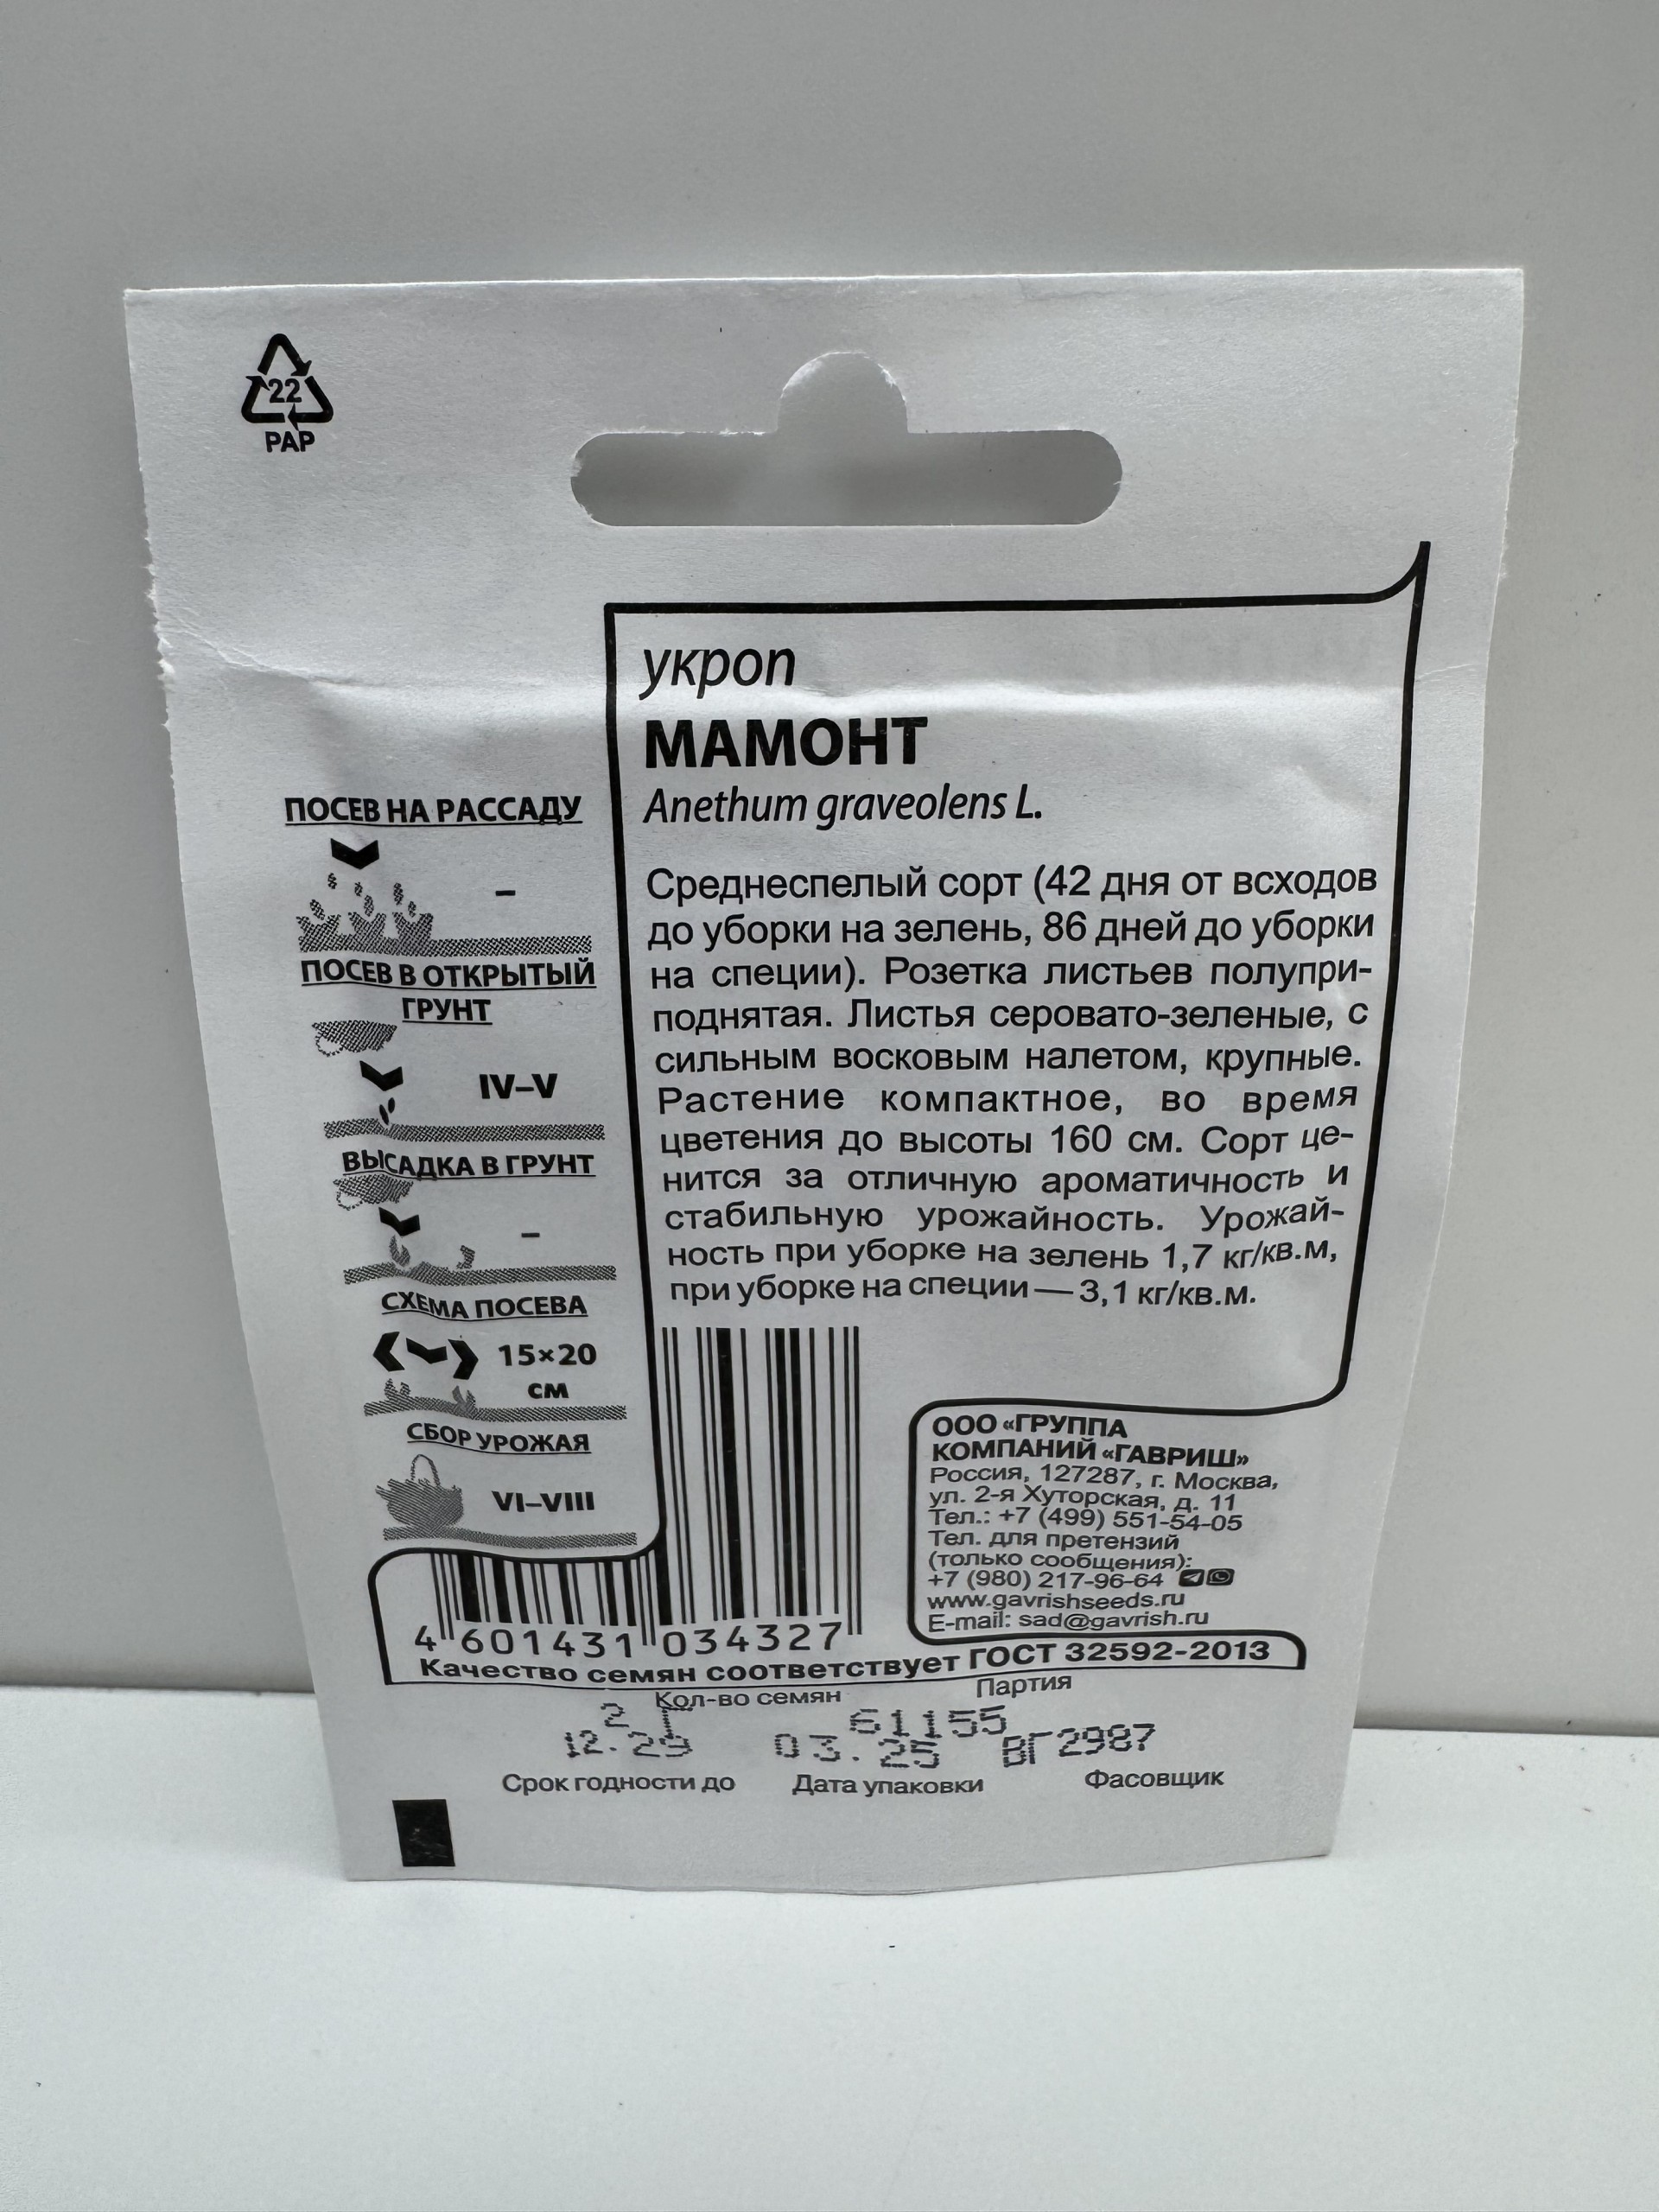 22
PAP
укроп
МАМОНТ
Anethum graveolens L.
Среднеспелый сорт (42 дня от всходов
до уборки на зелень, 86 дней до уборки
на специи). Розетка листьев полупри-
поднятая. Листья серовато-зеленые, с
сильным восковым налетом, крупные.
Растение компактное, во время
цветения до высоты 160 см. Сорт це-
нится за отличную ароматичность и
стабильную урожайность. Урожай-
ность при уборке на зелень 1,7 кг/кв.м,
при уборке на специи — 3,1 кг/кв.м.
ПОСЕВ НА РАССАДУ
–
ПОСЕВ В ОТКРЫТЫЙ
ГРУНТ
IV–V
ВЫСАДКА В ГРУНТ
–
СХЕМА ПОСЕВА
15×20
см
СБОР УРОЖАЯ
VI–VIII
ООО «ГРУППА
КОМПАНИЙ «ГАВРИШ»
Россия, 127287, г. Москва,
ул. 2-я Хуторская, д. 11
Тел.: +7 (499) 551-54-05
Тел. для претензий
(только сообщения):
+7 (980) 217-96-64
www.gavrishseeds.ru
E-mail: sad@gavrish.ru
4 601431 034327
Качество семян соответствует ГОСТ 32592-2013
Кол-во семян Партия
2 Г 61155
12.29 03.25 ВГ2987
Срок годности до Дата упаковки Фасовщик